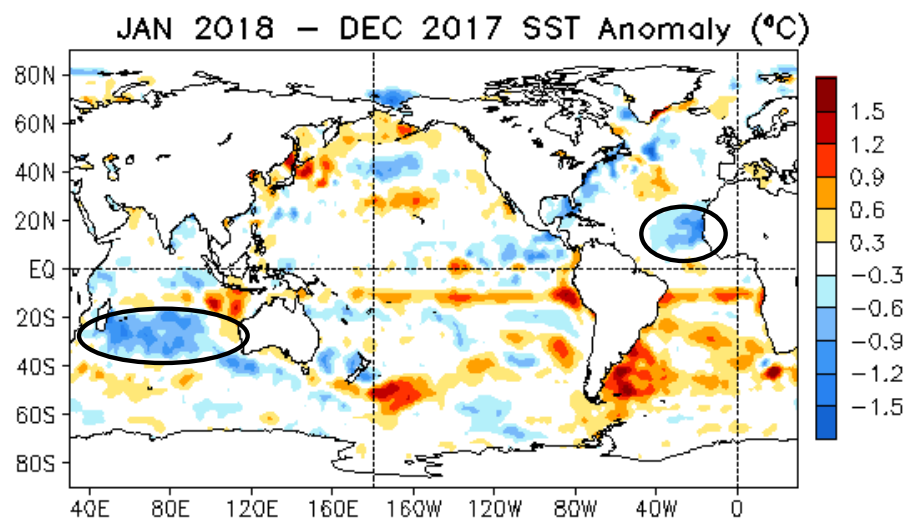 JAN 2018 – DEC 2017 SST Anomaly (°C)
80N
60N
40N
20N
EQ
20S
40S
60S
80S
40E 80E 120E 160E 160W 120W 80W 40W 0
1.5
1.2
0.9
0.6
0.3
−0.3
−0.6
−0.9
−1.2
−1.5